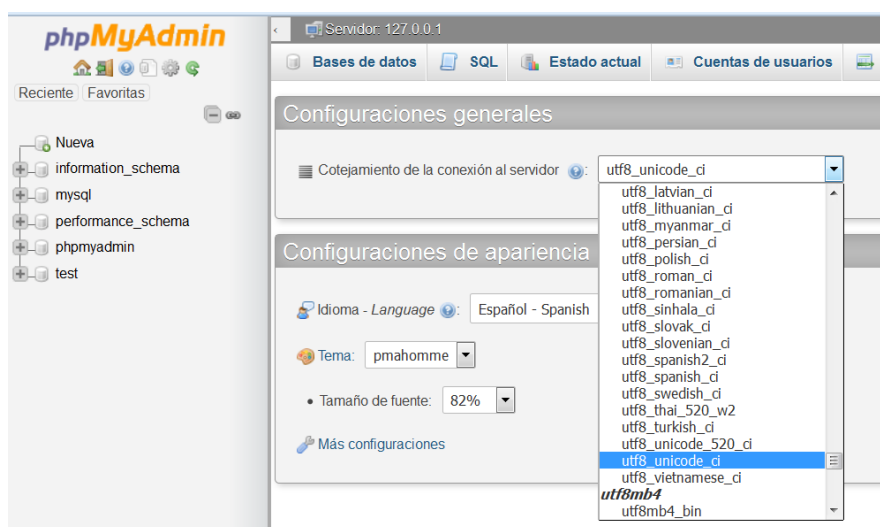 phpMyAdmin
Reciente Favoritas
Nueva
information_schema
mysql
performance_schema
phpmyadmin
test
Servidor: 127.0.0.1
Bases de datos SQL Estado actual Cuentas de usuarios
Configuraciones generales
Cotejamiento de la conexión al servidor : utf8_unicode_ci
utf8_latvian_ci
utf8_lithuanian_ci
utf8_myanmar_ci
utf8_persian_ci
utf8_polish_ci
utf8_roman_ci
utf8_romanian_ci
utf8_sinhala_ci
utf8_slovak_ci
utf8_slovenian_ci
utf8_spanish2_ci
utf8_spanish_ci
utf8_swedish_ci
utf8_thai_520_w2
utf8_turkish_ci
utf8_unicode_520_ci
utf8_unicode_ci
utf8_vietnamese_ci
utf8mb4
utf8mb4_bin
Configuraciones de apariencia
Idioma - Language : Español - Spanish
Tema: pmahomme
• Tamaño de fuente: 82%
Más configuraciones